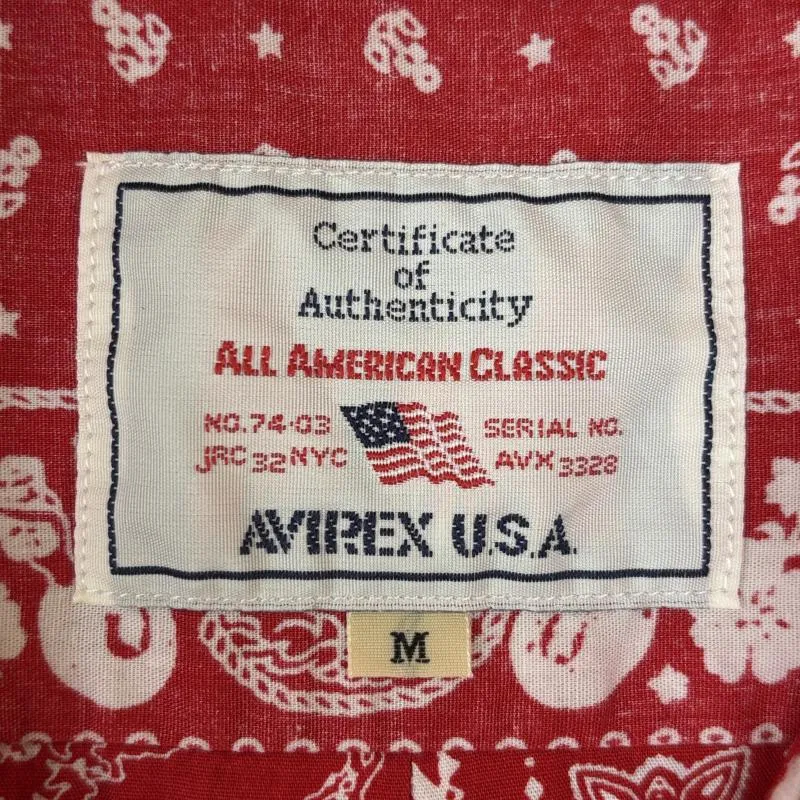 Certificate
of
Authenticity
ALL AMERICAN CLASSIC
NO.74-03
JRC 32 NYC
SERIAL NO.
AVX 3328
AVIREX U.S.A.
M